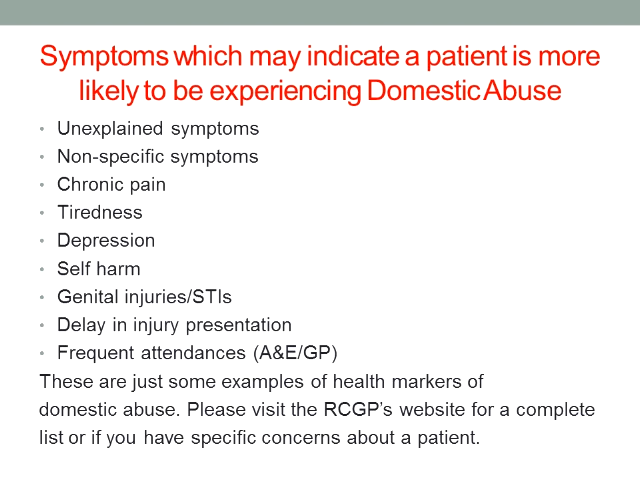 Symptoms which may indicate a patient is more
likely to be experiencing Domestic Abuse
• Unexplained symptoms
• Non-specific symptoms
• Chronic pain
• Tiredness
• Depression
• Self harm
• Genital injuries/STIs
• Delay in injury presentation
• Frequent attendances (A&E/GP)
These are just some examples of health markers of
domestic abuse. Please visit the RCGP's website for a complete
list or if you have specific concerns about a patient.